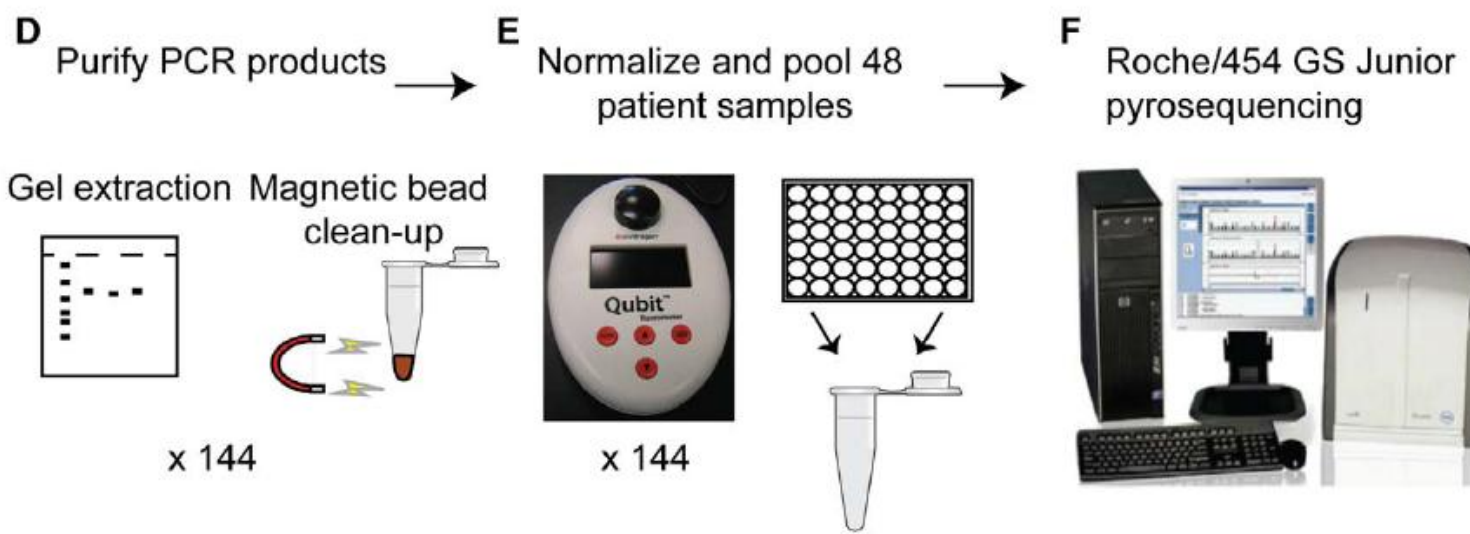 D Purify PCR products
E Normalize and pool 48
patient samples
F Roche/454 GS Junior
pyrosequencing
Gel extraction
Magnetic bead
clean-up
x 144
Qubit™
x 144